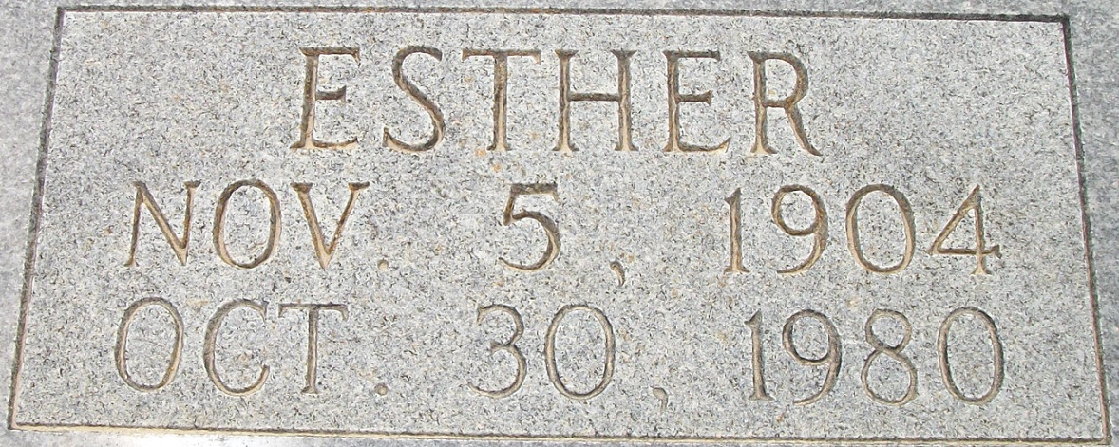 ESTHER
NOV. 5, 1904
OCT. 30, 1980